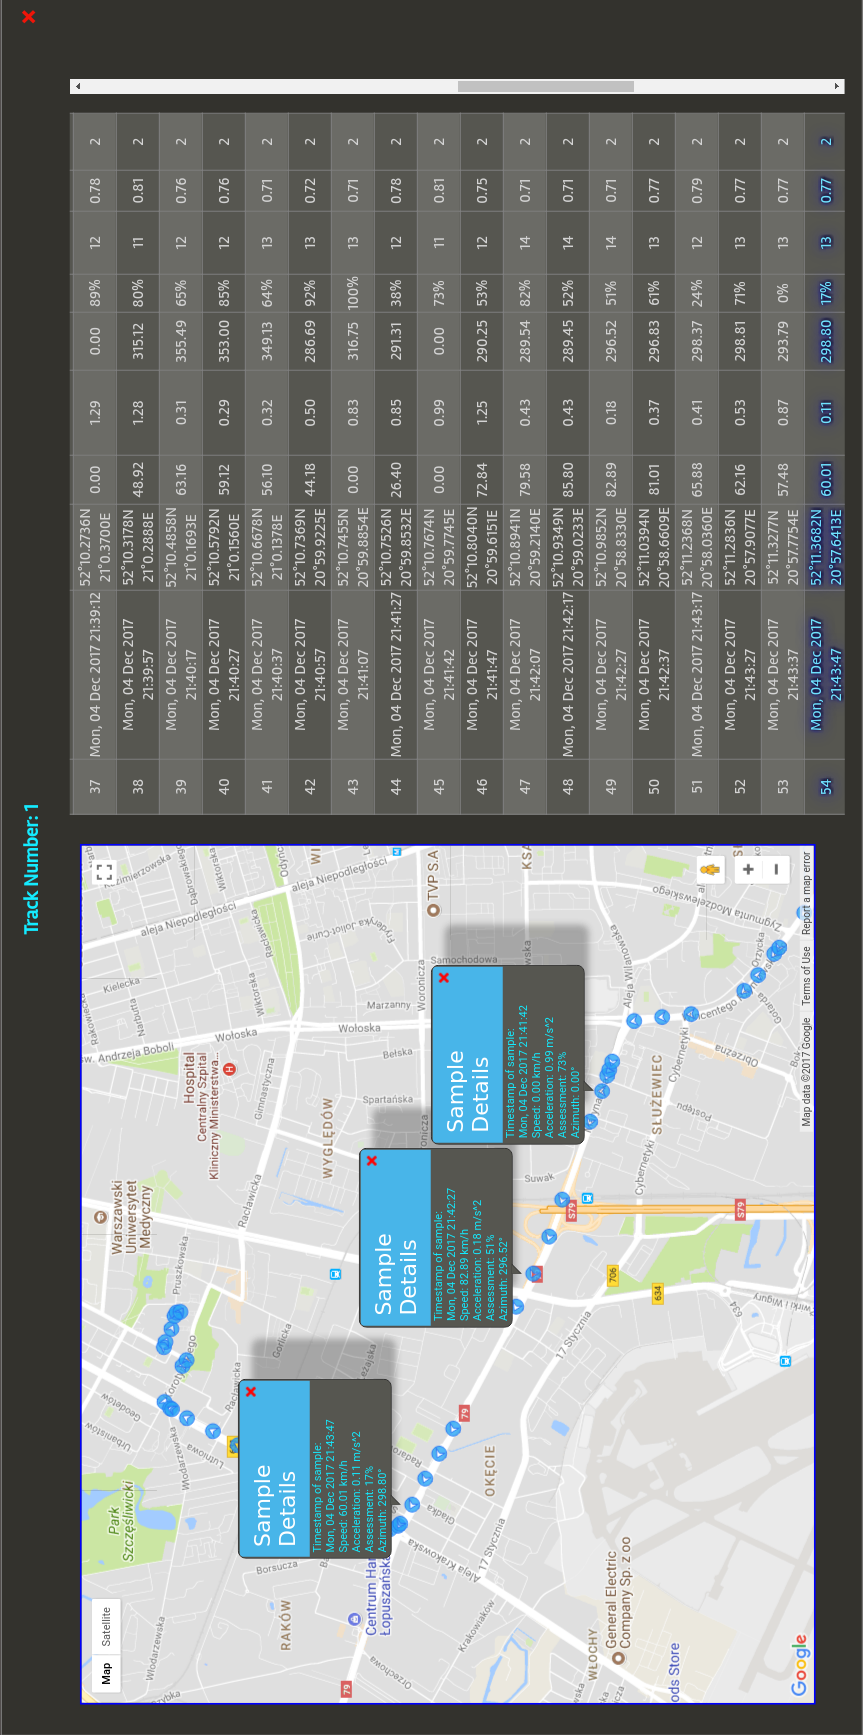 Track Number: 1
Map Satellite
Sample
Details
Timestamp of sample:
Mon, 04 Dec 2017 21:43:47
Speed: 60.01 km/h
Acceleration: 0.11 m/s^2
Assessment: 17%
Azimuth: 298.80°
Sample
Details
Timestamp of sample:
Mon, 04 Dec 2017 21:42:27
Speed: 82.89 km/h
Acceleration: 0.18 m/s^2
Assessment: 51%
Azimuth: 296.52°
Sample
Details
Timestamp of sample:
Mon, 04 Dec 2017 21:41:42
Speed: 0.00 km/h
Acceleration: 0.99 m/s^2
Assessment: 73%
Azimuth: 0.00°
Park
Szczęśliwicki
Warszawski
Uniwersytet
Medyczny
Hospital
Centralny Szpital
Kliniczny Ministerstwa...
WYGLĘDÓW
Pruszkowska
Racławicka
Gimnastyczna
Wołoska
Wołoska
św. Andrzeja Boboli
Kielecka
Narbutta
Wiktorska
Racławicka
aleja Niepodległości
aleja Niepodległości
Fryderyka Joliot-Curie
TVP S.A
Bełska
Marzanny
Spartańska
Woronicza
Samochodowa
Aleja Wilanowska
SŁUŻEWIEC
Cybernetyki
Cybernetyki
Obrzeżna
Postępu
Suwak
S79
S79
706
634
634
79
79
17 Stycznia
17 Stycznia
OKĘCIE
Radarowa
Gładka
Aleja Krakowska
Borsucza
RAKÓW
Centrum Har
Łopuszańska
Krakowiaków
Orzechowa
WŁOCHY
General Electric
Company Sp. z oo
ods Store
Włodarzewska
Włodarzewska
Geodetów
Urbanistów
Gorlicka
Racławicka
Zygmunta Modzelewskiego
Google
Map data ©2017 Google Terms of Use Report a map error
37 Mon, 04 Dec 2017 21:39:12 52°10.2736N 21°0.3700E 0.00 1.29 0.00 89% 12 0.78 2
38 Mon, 04 Dec 2017 21:39:57 52°10.3178N 21°0.2888E 48.92 1.28 315.12 80% 11 0.81 2
39 Mon, 04 Dec 2017 21:40:17 52°10.4858N 21°0.1693E 63.16 0.31 355.49 65% 12 0.76 2
40 Mon, 04 Dec 2017 21:40:27 52°10.5792N 21°0.1560E 59.12 0.29 353.00 85% 12 0.76 2
41 Mon, 04 Dec 2017 21:40:37 52°10.6678N 21°0.1378E 56.10 0.32 349.13 64% 13 0.71 2
42 Mon, 04 Dec 2017 21:40:57 52°10.7369N 20°59.9225E 44.18 0.50 286.69 92% 13 0.72 2
43 Mon, 04 Dec 2017 21:41:07 52°10.7455N 20°59.8854E 0.00 0.83 316.75 100% 13 0.71 2
44 Mon, 04 Dec 2017 21:41:27 52°10.7526N 20°59.8532E 26.40 0.85 291.31 38% 12 0.78 2
45 Mon, 04 Dec 2017 21:41:42 52°10.7674N 20°59.7745E 0.00 0.99 0.00 73% 11 0.81 2
46 Mon, 04 Dec 2017 21:41:47 52°10.8040N 20°59.6151E 72.84 1.25 290.25 53% 12 0.75 2
47 Mon, 04 Dec 2017 21:42:07 52°10.8941N 20°59.2140E 79.58 0.43 289.54 82% 14 0.71 2
48 Mon, 04 Dec 2017 21:42:17 52°10.9349N 20°59.0233E 85.80 0.43 289.45 52% 14 0.71 2
49 Mon, 04 Dec 2017 21:42:27 52°10.9852N 20°58.8330E 82.89 0.18 296.52 51% 14 0.71 2
50 Mon, 04 Dec 2017 21:42:37 52°11.0394N 20°58.6609E 81.01 0.37 296.83 61% 13 0.77 2
51 Mon, 04 Dec 2017 21:43:17 52°11.2368N 20°58.0360E 65.88 0.41 298.37 24% 12 0.79 2
52 Mon, 04 Dec 2017 21:43:27 52°11.2836N 20°57.9077E 62.16 0.53 298.81 71% 13 0.77 2
53 Mon, 04 Dec 2017 21:43:37 52°11.3277N 20°57.7754E 57.48 0.87 293.79 0% 13 0.77 2
54 Mon, 04 Dec 2017 21:43:47 52°11.3682N 20°57.6413E 60.01 0.11 298.80 17% 13 0.77 2